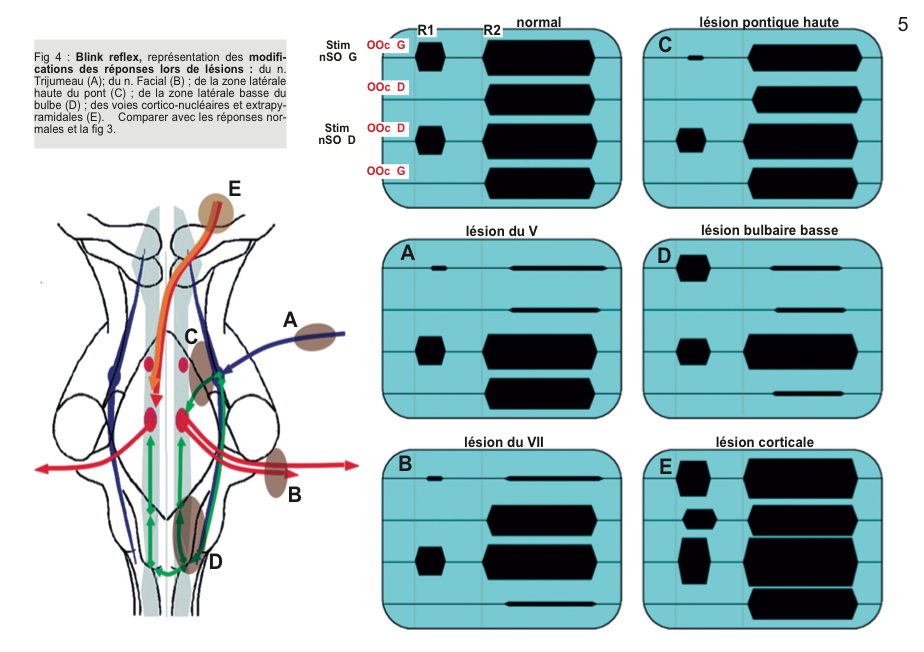 5
Fig 4 : Blink reflex, représentation des modifi-
cations des réponses lors de lésions : du n.
Trijumeau (A); du n. Facial (B) ; de la zone latérale
haute du pont (C) ; de la zone latérale basse du
bulbe (D) ; des voies cortico-nucléaires et extrapy-
ramidales (E). Comparer avec les réponses nor-
males et la fig 3.
E
A
C
B
D
normal
R1 R2
Stim
nSO G
OOc G
OOc D
Stim
nSO D
OOc D
OOc G
lésion pontique haute
C
lésion du V
A
lésion bulbaire basse
D
lésion du VII
B
lésion corticale
E